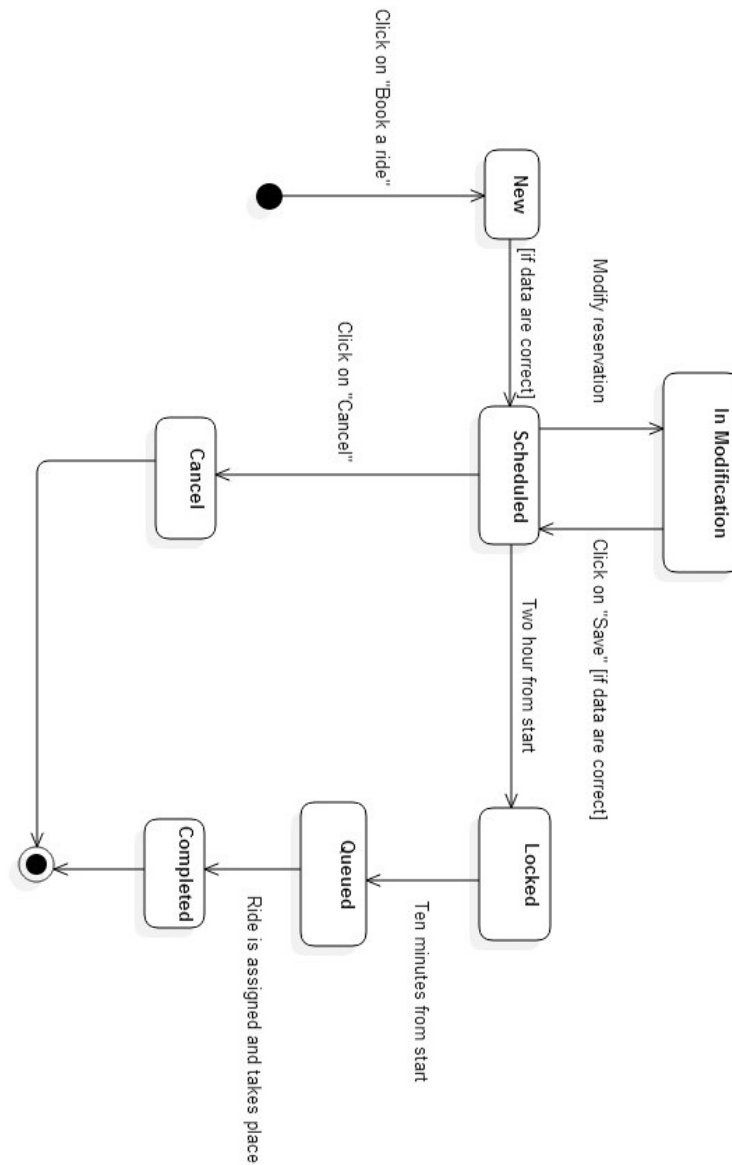 In Modification
Modify reservation
Click on "Save" [if data are correct]
New
[if data are correct]
Scheduled
Two hour from start
Locked
Click on "Book a ride"
Click on "Cancel"
Ten minutes from start
Queued
Cancel
Ride is assigned and takes place
Completed